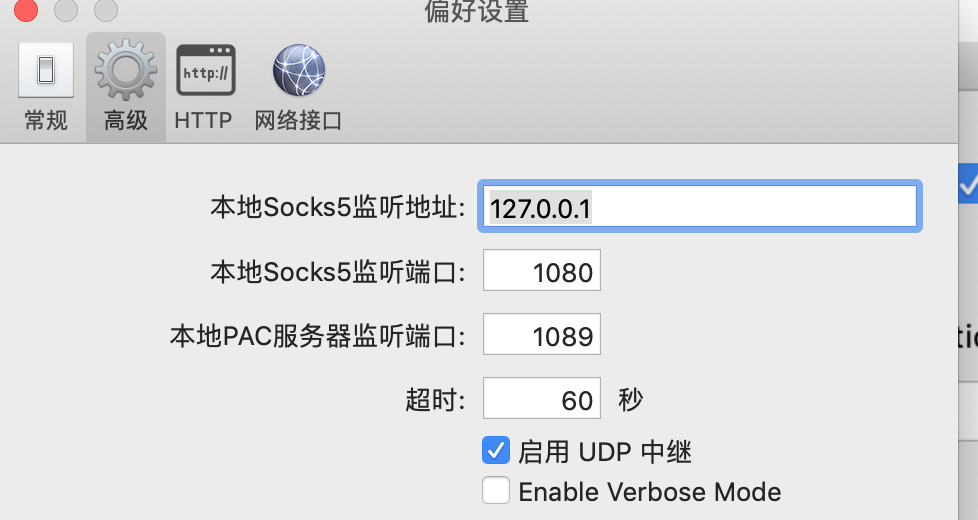 偏好设置
http://
常规
高级
HTTP
网络接口
本地Socks5监听地址: 127.0.0.1
本地Socks5监听端口: 1080
本地PAC服务器监听端口: 1089
超时: 60 秒
启用 UDP 中继
Enable Verbose Mode